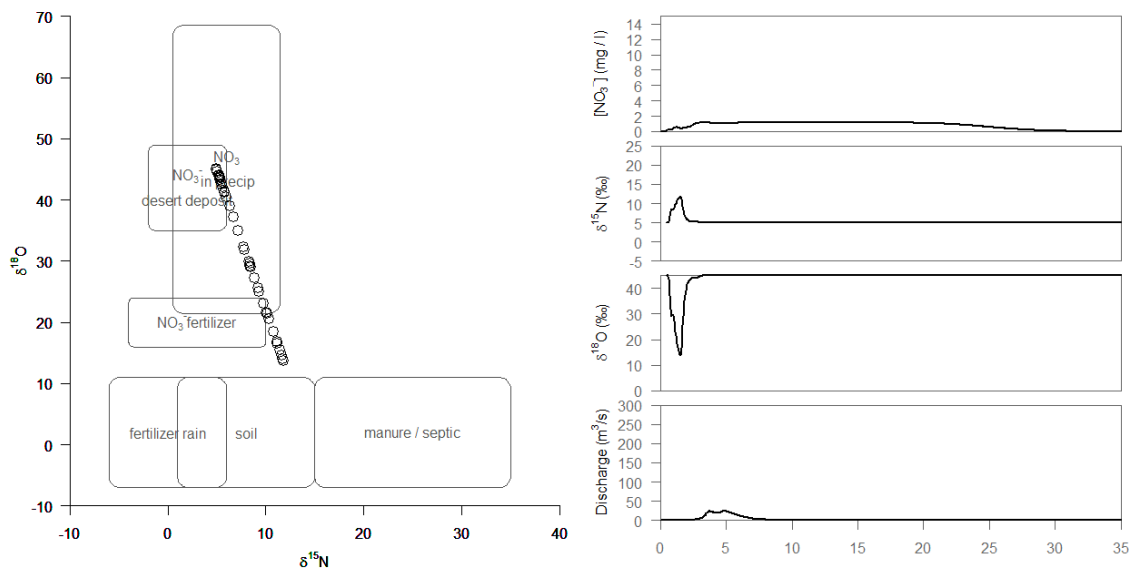 70
60
50
40
30
20
10
0
-10
δ18O
-10 0 10 20 30 40
δ15N
NO3
NO3- in precip
desert deposi
NO3- fertilizer
fertilizer rain soil manure / septic
[NO3-] (mg / l)
14
12
10
8
6
4
2
0
δ15N (‰)
25
20
15
10
5
0
-5
δ18O (‰)
40
30
20
10
0
Discharge (m3/s)
300
250
200
150
100
50
0
0 5 10 15 20 25 30 35